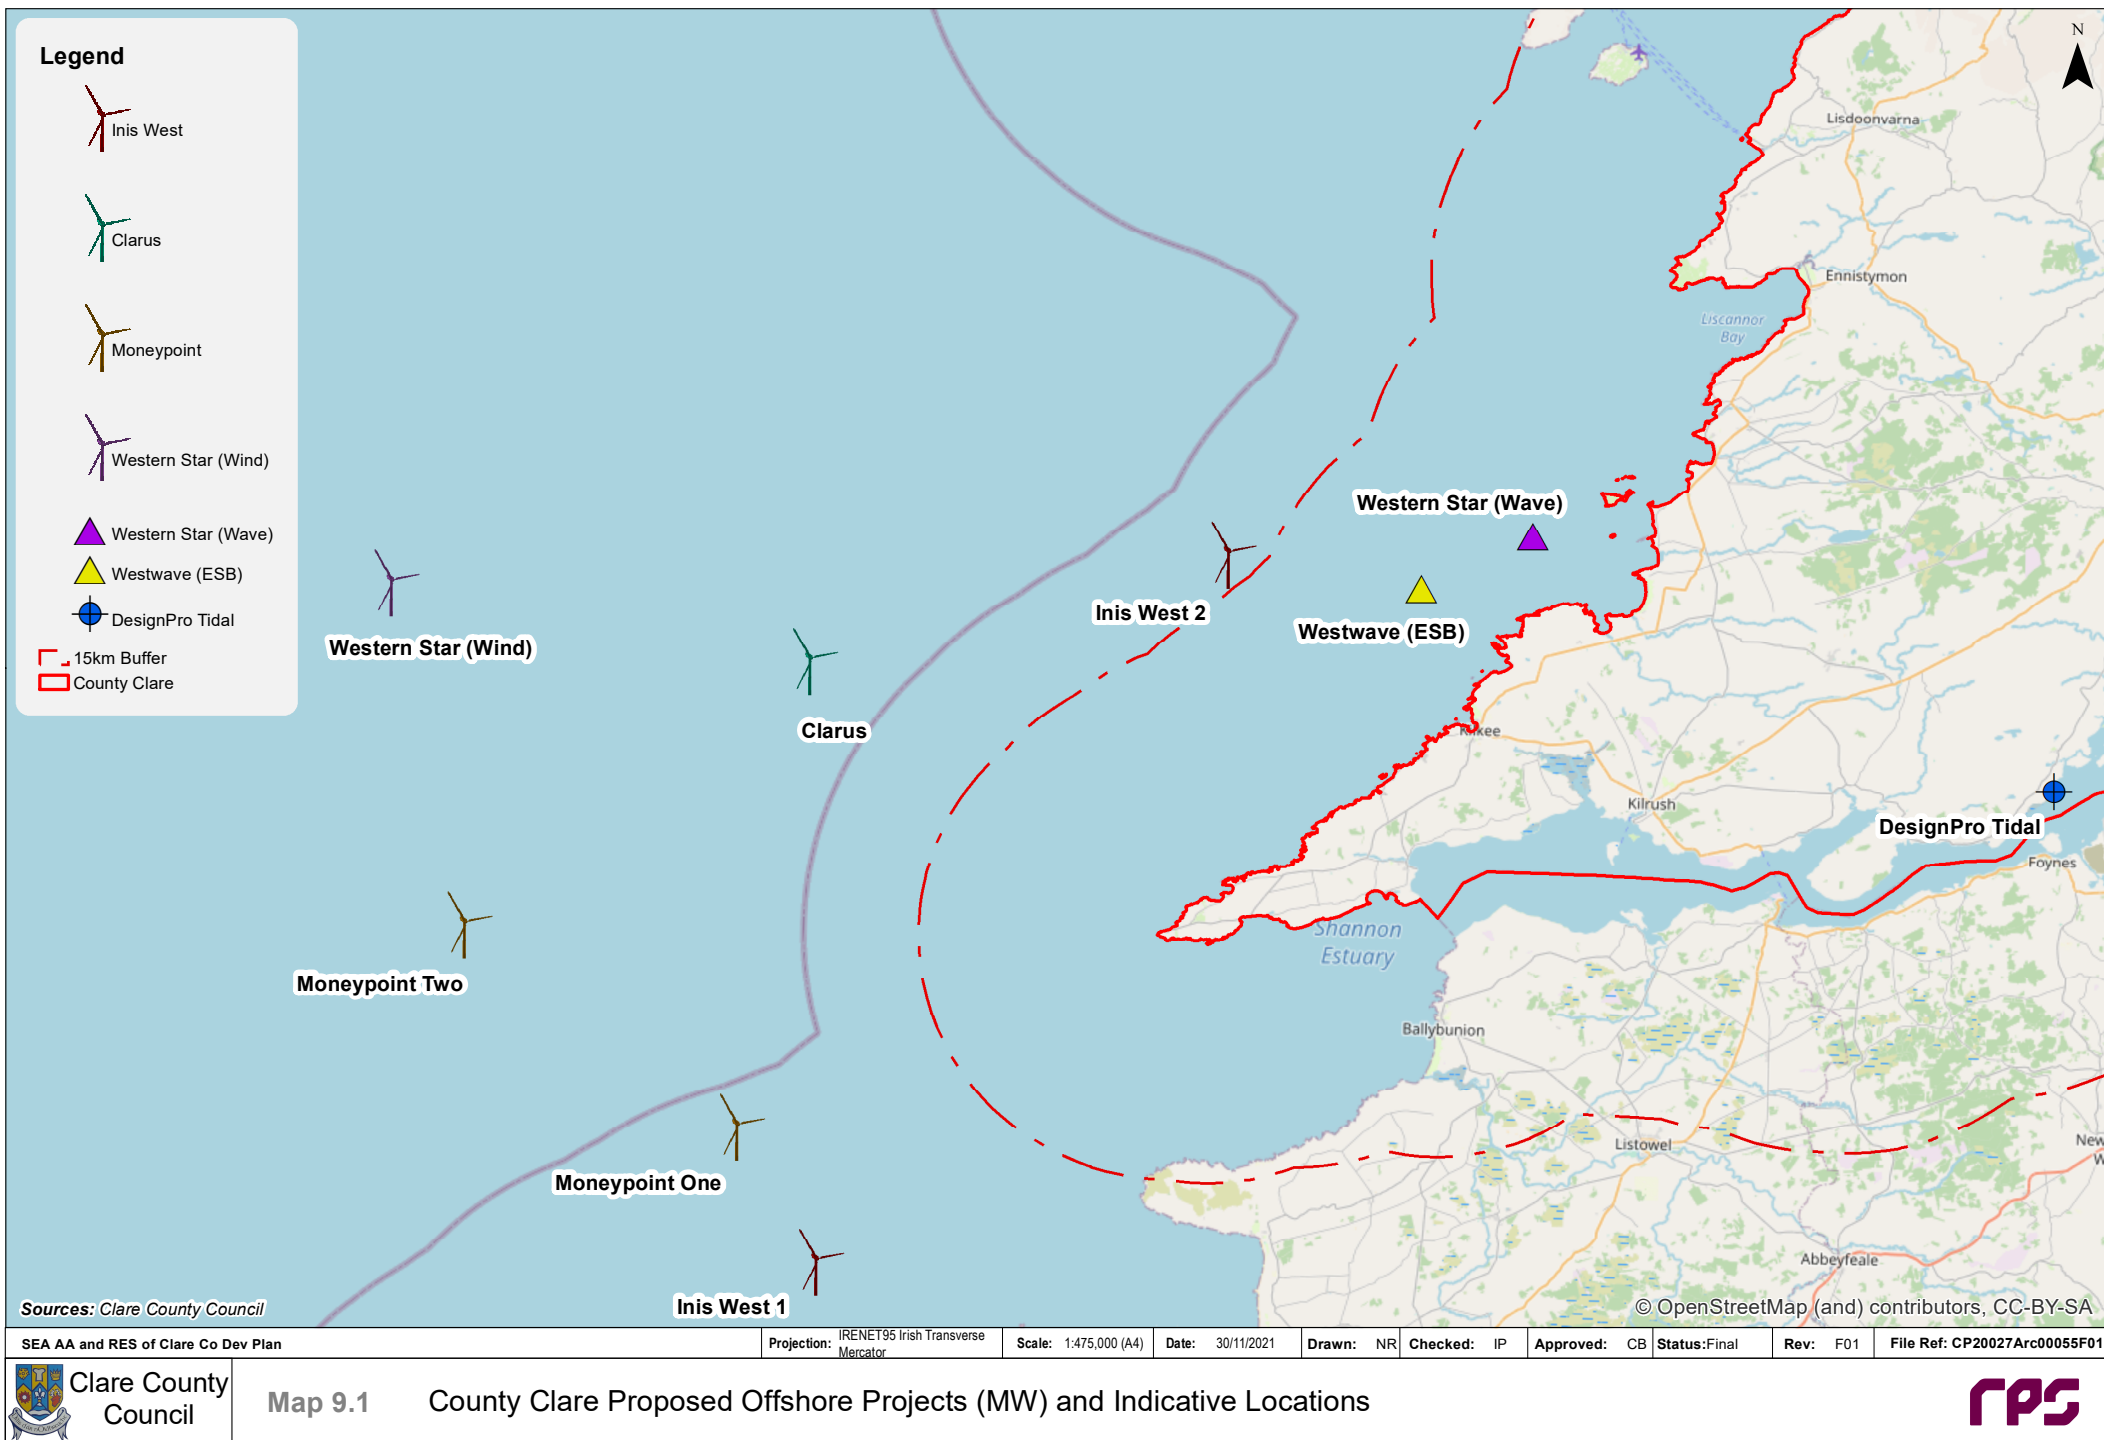 Legend
Inis West
Clarus
Moneypoint
Western Star (Wind)
Western Star (Wave)
Westwave (ESB)
DesignPro Tidal
15km Buffer
County Clare
N
Lisdoonvarna
Ennistymon
Liscannor
Bay
Western Star (Wave)
Inis West 2
Westwave (ESB)
Western Star (Wind)
Clarus
Kilkee
Kilrush
DesignPro Tidal
Foynes
Shannon
Estuary
Moneypoint Two
Ballybunion
Listowel
New
W
Moneypoint One
Abbeyfeale
Inis West 1
Sources: Clare County Council
© OpenStreetMap (and) contributors, CC-BY-SA
SEA AA and RES of Clare Co Dev Plan
Projection: IRENET95 Irish Transverse
Mercator
Scale: 1:475,000 (A4)
Date: 30/11/2021
Drawn: NR
Checked: IP
Approved: CB
Status:Final
Rev: F01
File Ref: CP20027Arc00055F01
Clare County
Council
Map 9.1
County Clare Proposed Offshore Projects (MW) and Indicative Locations
rps